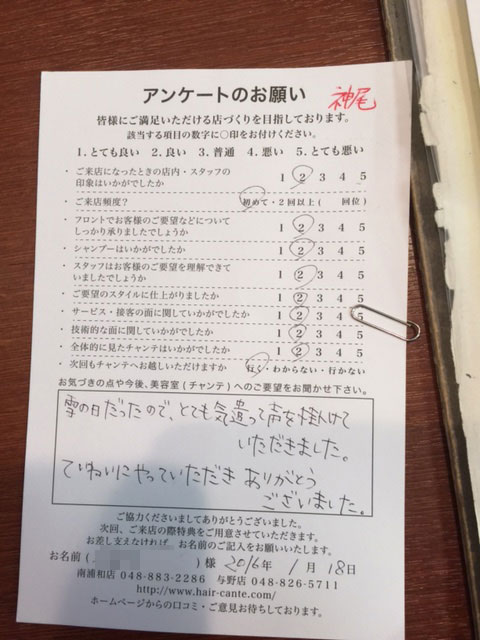 アンケートのお願い
神尾
皆様にご満足いただける店づくりを目指しております。
該当する項目の数字に○印をお付けください。
1.とても良い 2.良い 3.普通 4.悪い 5.とても悪い
・ご来店になったときの店内・スタッフの
印象はいかがでしたか 1 2 3 4 5
・ご来店頻度? 初めて・2回以上( 回位)
・フロントでお客様のご要望などについて
しっかり承りましたでしょうか 1 2 3 4 5
・シャンプーはいかがでしたか 1 2 3 4 5
・スタッフはお客様のご要望を理解できて
いましたでしょうか 1 2 3 4 5
・ご要望のスタイルに仕上がりましたか 1 2 3 4 5
・サービス・接客の面に関していかがでしたか 1 2 3 4 5
・技術的な面に関していかがでしたか 1 2 3 4 5
・全体的に見たチャンテはいかがでしたか 1 2 3 4 5
・次回もチャンテへお越しいただけますか 行く・わからない・行かない
お気づきの点や今後、美容室(チャンテ)へのご要望をお聞かせ下さい。
雪の日だったので、とても気遣って声を掛けて
いただきました。
ていねいにやっていただき ありがとう
ございました。
ご協力くださいましてありがとうございました。
次回、ご来店の際特典をご用意させていただきます。
お差し支えなければ、お名前のご記入をお願いいたします。
お名前( )様 2016年 1月 18日
南浦和店 048-883-2286 与野店 048-826-5711
http://www.hair-cante.com/
ホームページからの口コミ・ご意見お待ちしております。